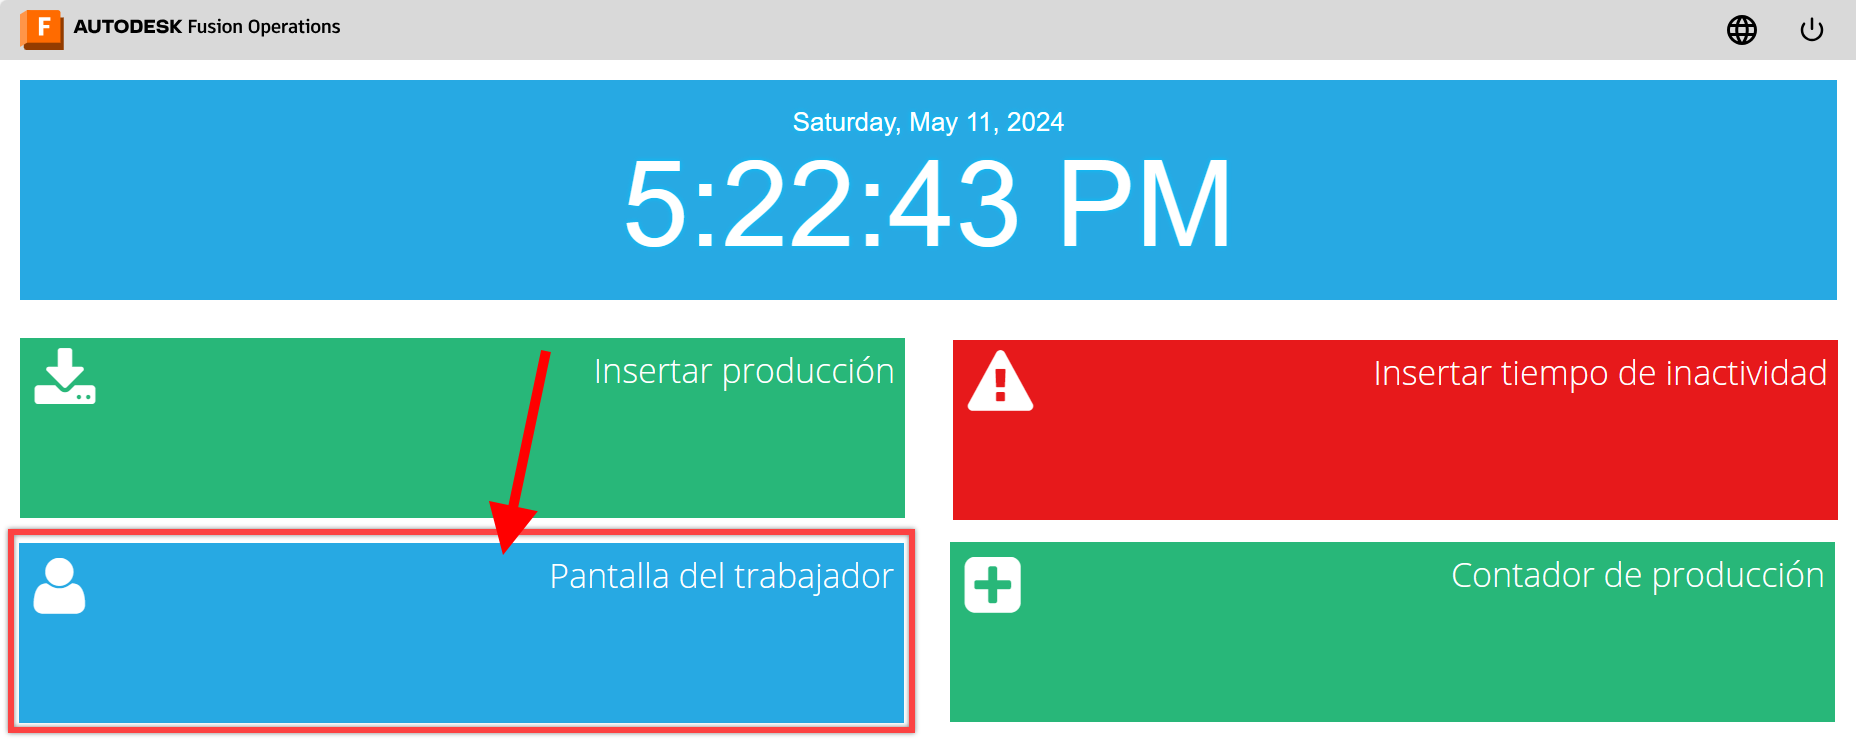 F AUTODESK Fusion Operations
Saturday, May 11, 2024
5:22:43 PM
Insertar producción
Insertar tiempo de inactividad
Pantalla del trabajador
Contador de producción